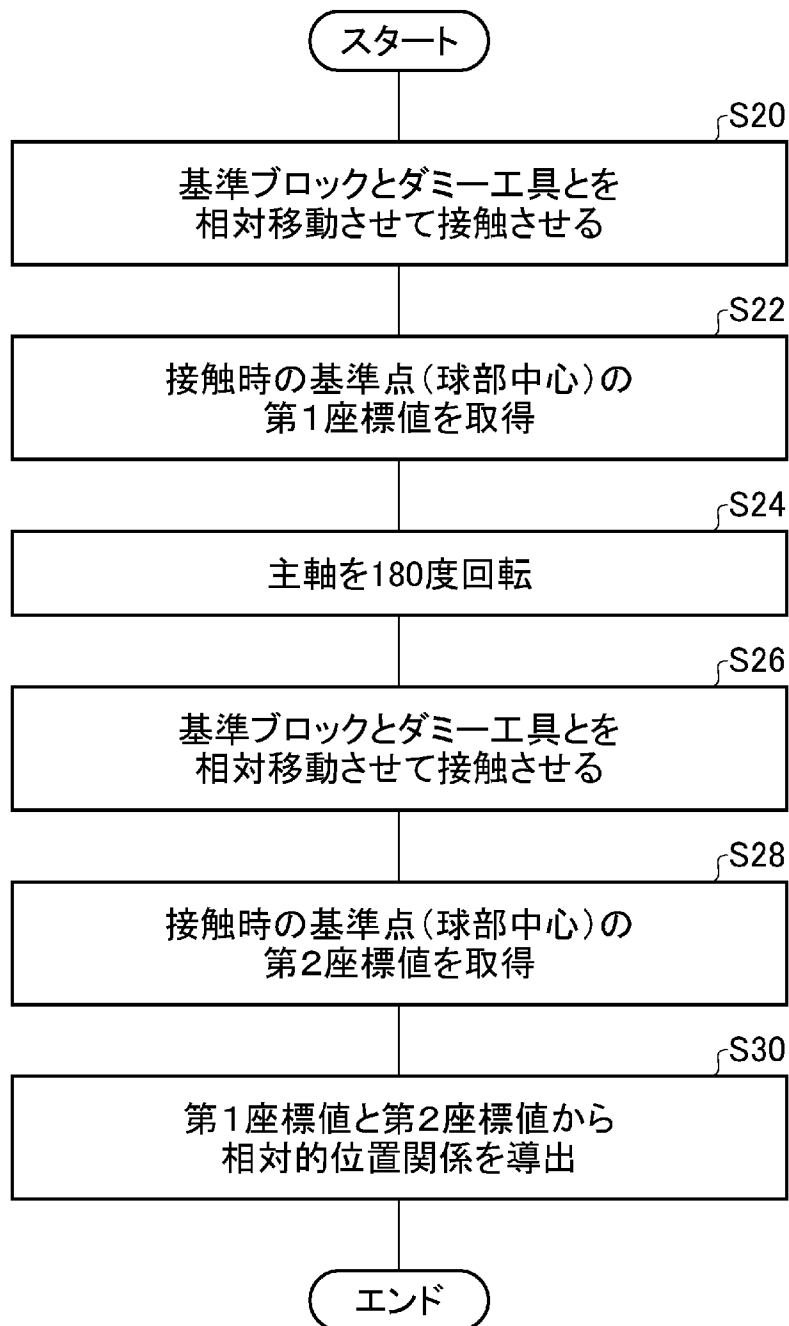 スタート
S20
基準ブロックとダミー工具とを
相対移動させて接触させる
S22
接触時の基準点(球部中心)の
第1座標値を取得
S24
主軸を180度回転
S26
基準ブロックとダミー工具とを
相対移動させて接触させる
S28
接触時の基準点(球部中心)の
第2座標値を取得
S30
第1座標値と第2座標値から
相対的位置関係を導出
エンド